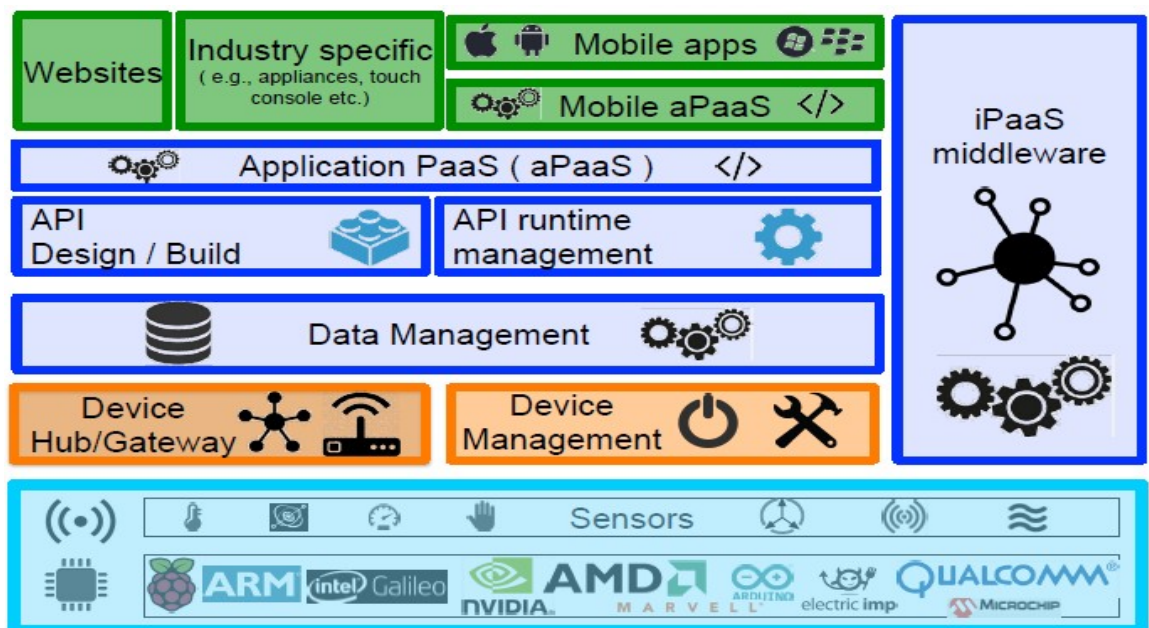 Websites
Industry specific
( e.g., appliances, touch
console etc.)
Mobile apps
Mobile aPaaS </>
Application PaaS ( aPaaS ) </>
API
Design / Build
API runtime
management
iPaaS
middleware
Data Management
Device
Hub/Gateway
Device
Management
Sensors
ARM
intel Galileo
NVIDIA.
AMD
MARVELL
ARDUINO
electric imp
QUALCOMM®
MICROCHIP